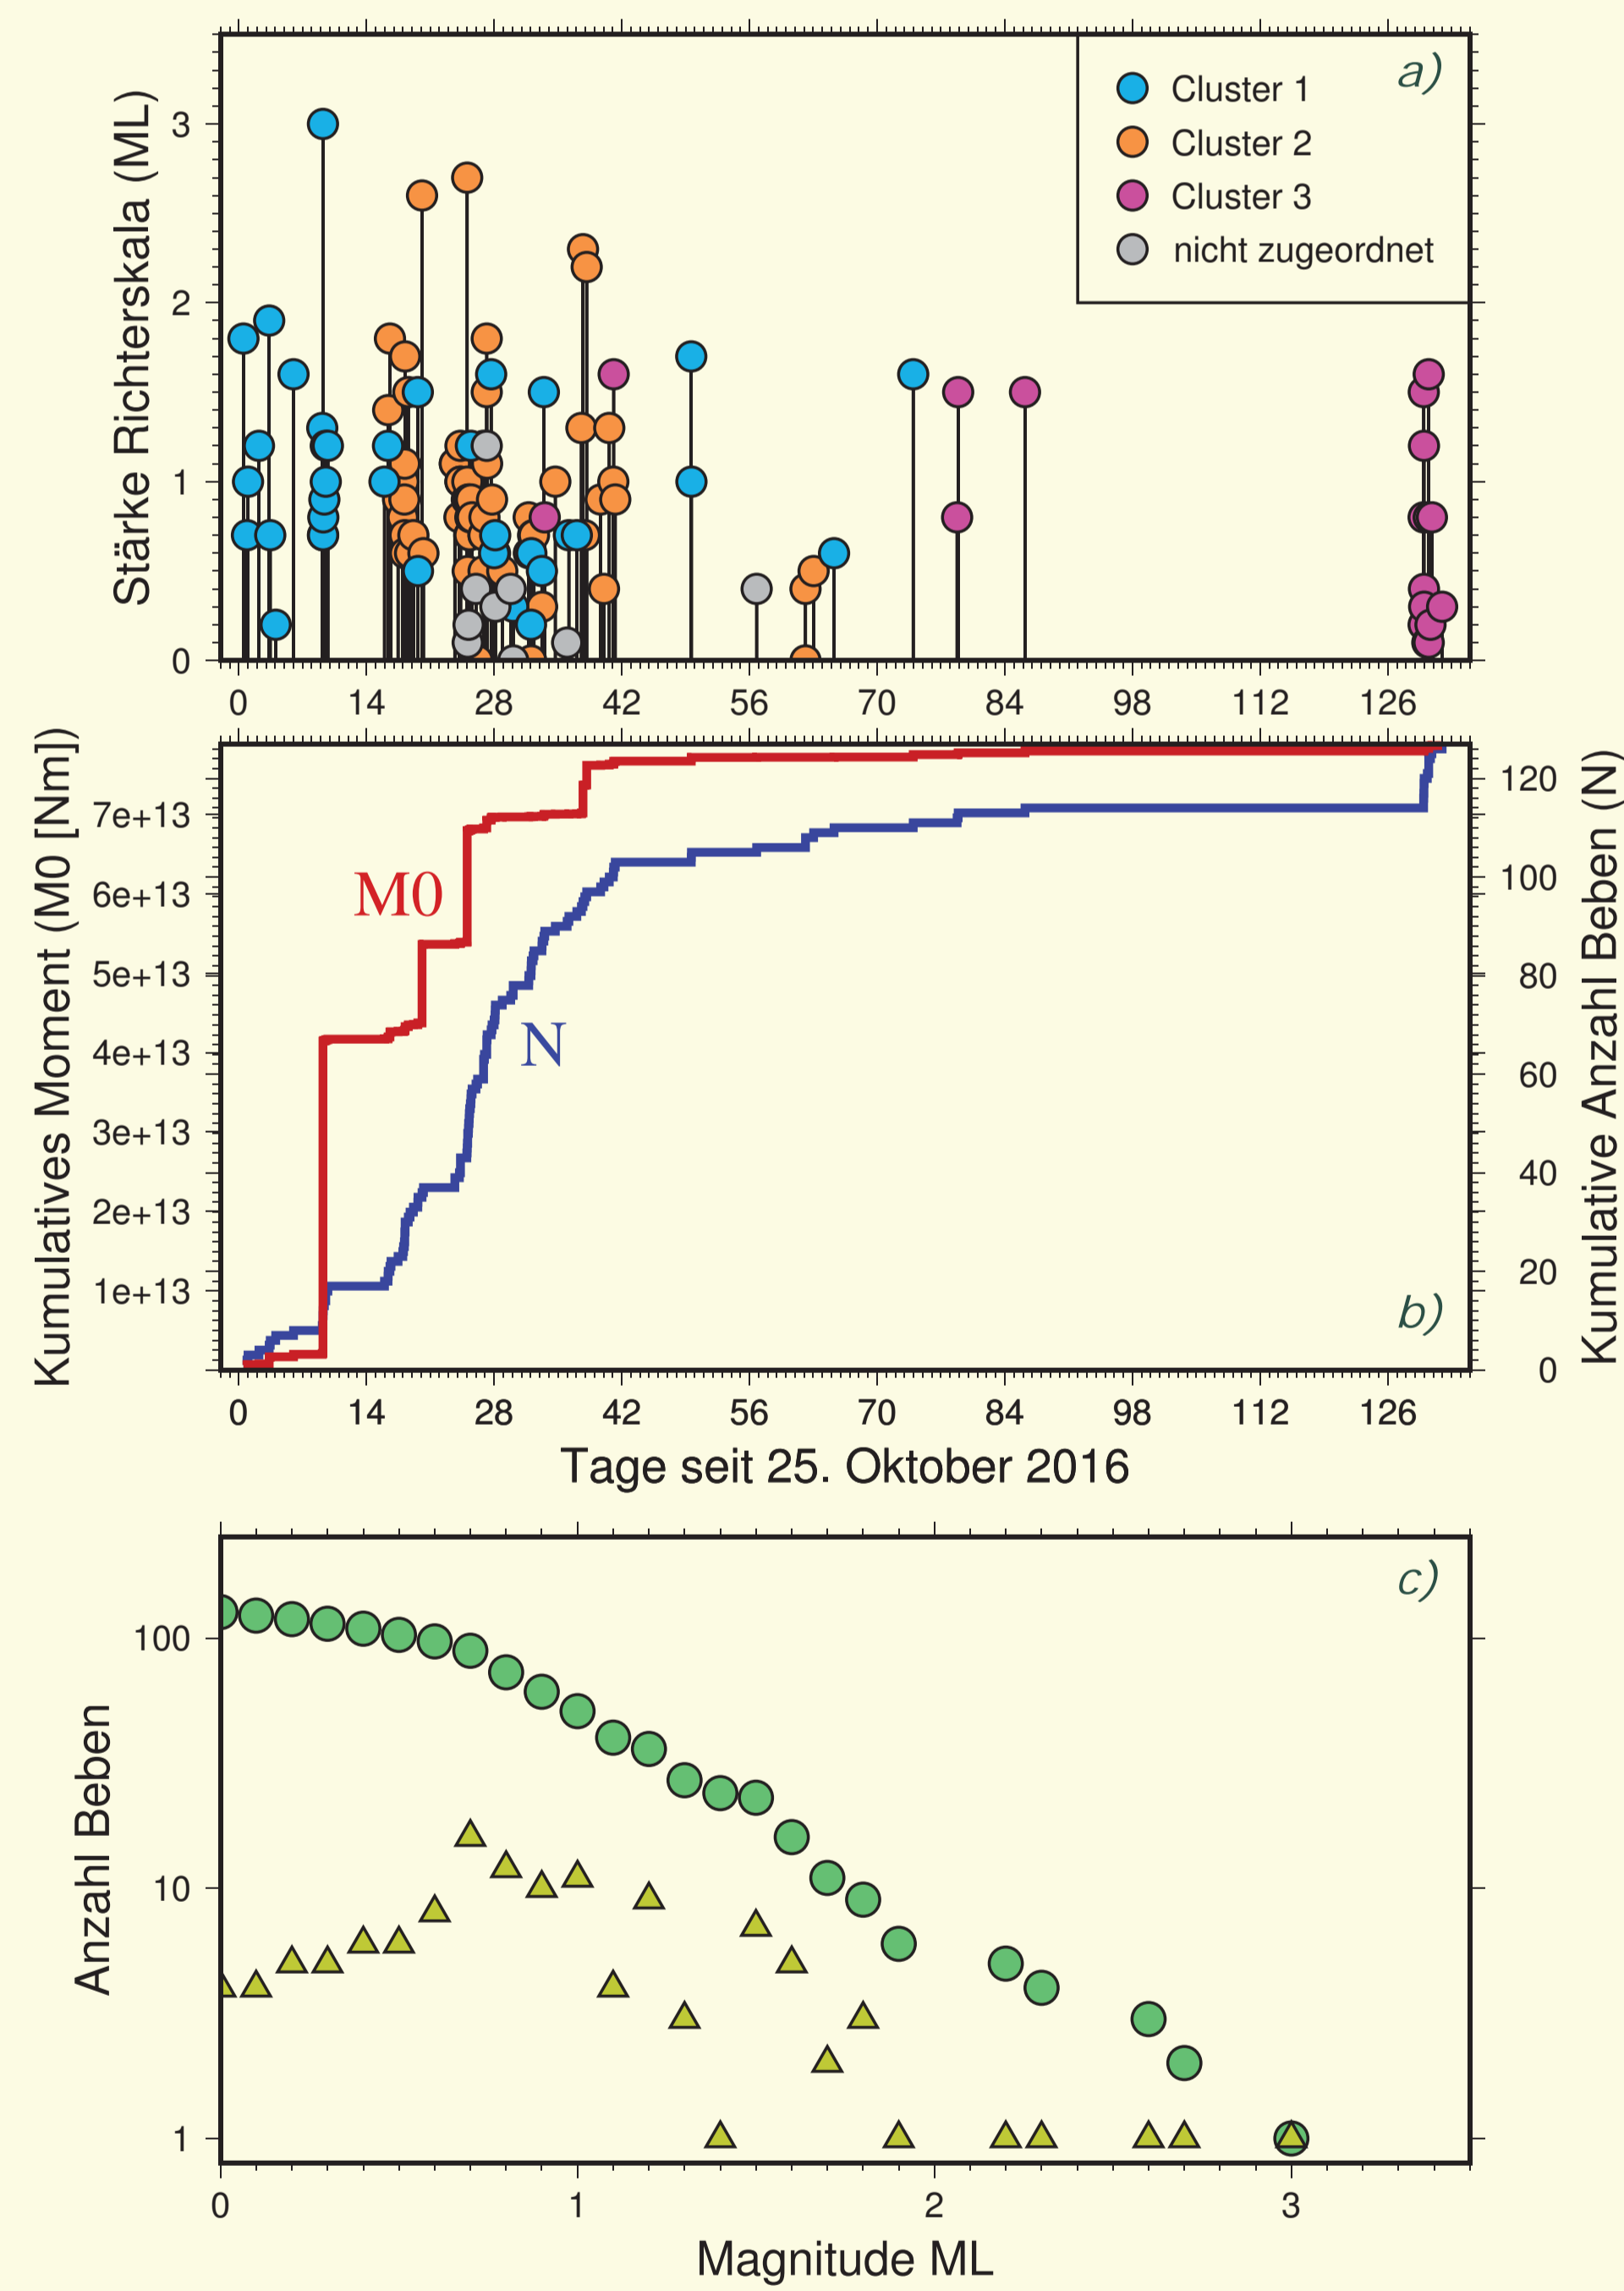 a)
Cluster 1
Cluster 2
Cluster 3
nicht zugeordnet
Stärke Richterskala (ML)
3
2
1
0
0 14 28 42 56 70 84 98 112 126
Kumulatives Moment (M0 [Nm])
7e+13
6e+13
5e+13
4e+13
3e+13
2e+13
1e+13
M0
N
b)
120
100
80
60
40
20
0
Kumulative Anzahl Beben (N)
0 14 28 42 56 70 84 98 112 126
Tage seit 25. Oktober 2016
c)
Anzahl Beben
100
10
1
0 1 2 3
Magnitude ML